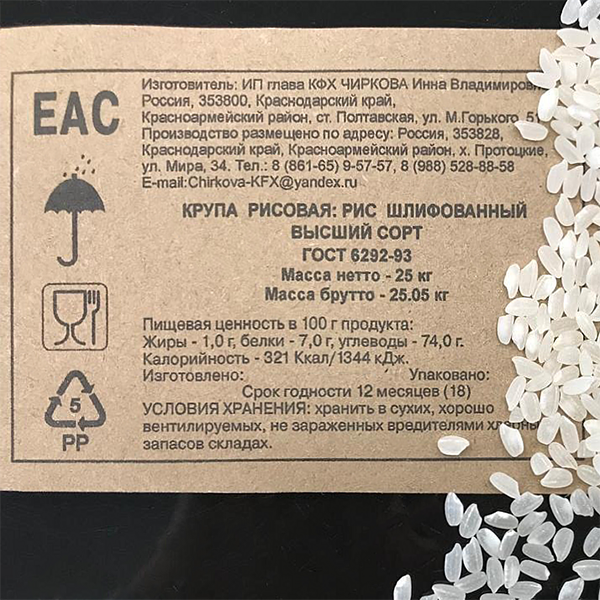 EAC
Изготовитель: ИП глава КФХ ЧИРКОВА Инна
Россия, 353800, Краснодарский край,
Красноармейский район, ст. Полтавская, ул. М.Горького
Производство размещено по адресу: Россия, 353828,
Краснодарский край, Красноармейский район, х. Протоцкие,
ул. Мира, 34. Тел.: 8 (861-65) 9-57-57, 8 (988) 528-88-58
E-mail:Chirkova-KFX@yandex.ru
КРУПА РИСОВАЯ: РИС ШЛИФОВАННЫЙ
ВЫСШИЙ СОРТ
ГОСТ 6292-93
Масса нетто - 25 кг
Масса брутто - 25.05 кг
Пищевая ценность в 100 г продукта:
Жиры - 1,0 г, белки - 7,0 г, углеводы - 74,0 г.
Калорийность - 321 Ккал/1344 кДж.
Изготовлено: Упаковано:
Срок годности 12 месяцев (18)
УСЛОВИЯ ХРАНЕНИЯ: хранить в сухих, хорошо
вентилируемых, не зараженных вредителями
запасов складах.
5
PP